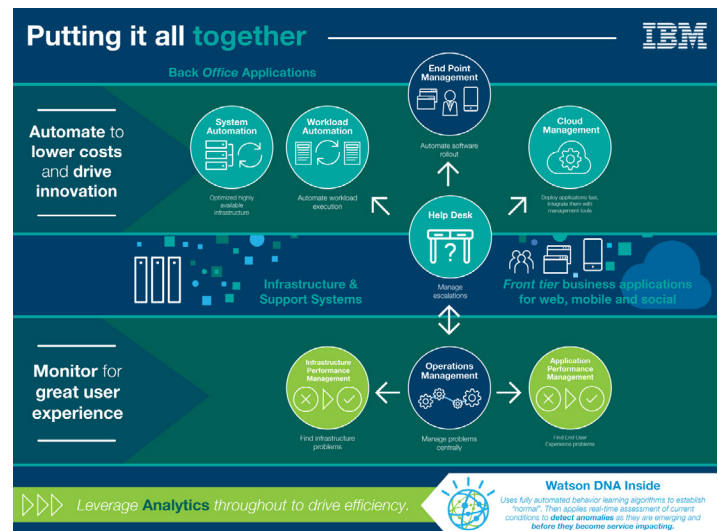 Putting it all together
IBM
Back Office Applications
End Point
Management
Automate software
rollout
Automate to
lower costs
and drive
innovation
System
Automation
Optimized highly
available
infrastructure
Workload
Automation
Automate workload
execution
Cloud
Management
Deploy applications fast,
integrate them with
management tools
Help Desk
?
Manage
escalations
Infrastructure &
Support Systems
Front tier business applications
for web, mobile and social
Monitor for
great user
experience
Infrastructure
Performance
Management
Find infrastructure
problems
Operations
Management
Manage problems
centrally
Application
Performance
Management
Find End User
Experience problems
Leverage Analytics throughout to drive efficiency.
Watson DNA Inside
Uses fully automated behavior learning algorithms to establish
"normal". Then applies real-time assessment of current
conditions to detect anomalies as they are emerging and
before they become service impacting.